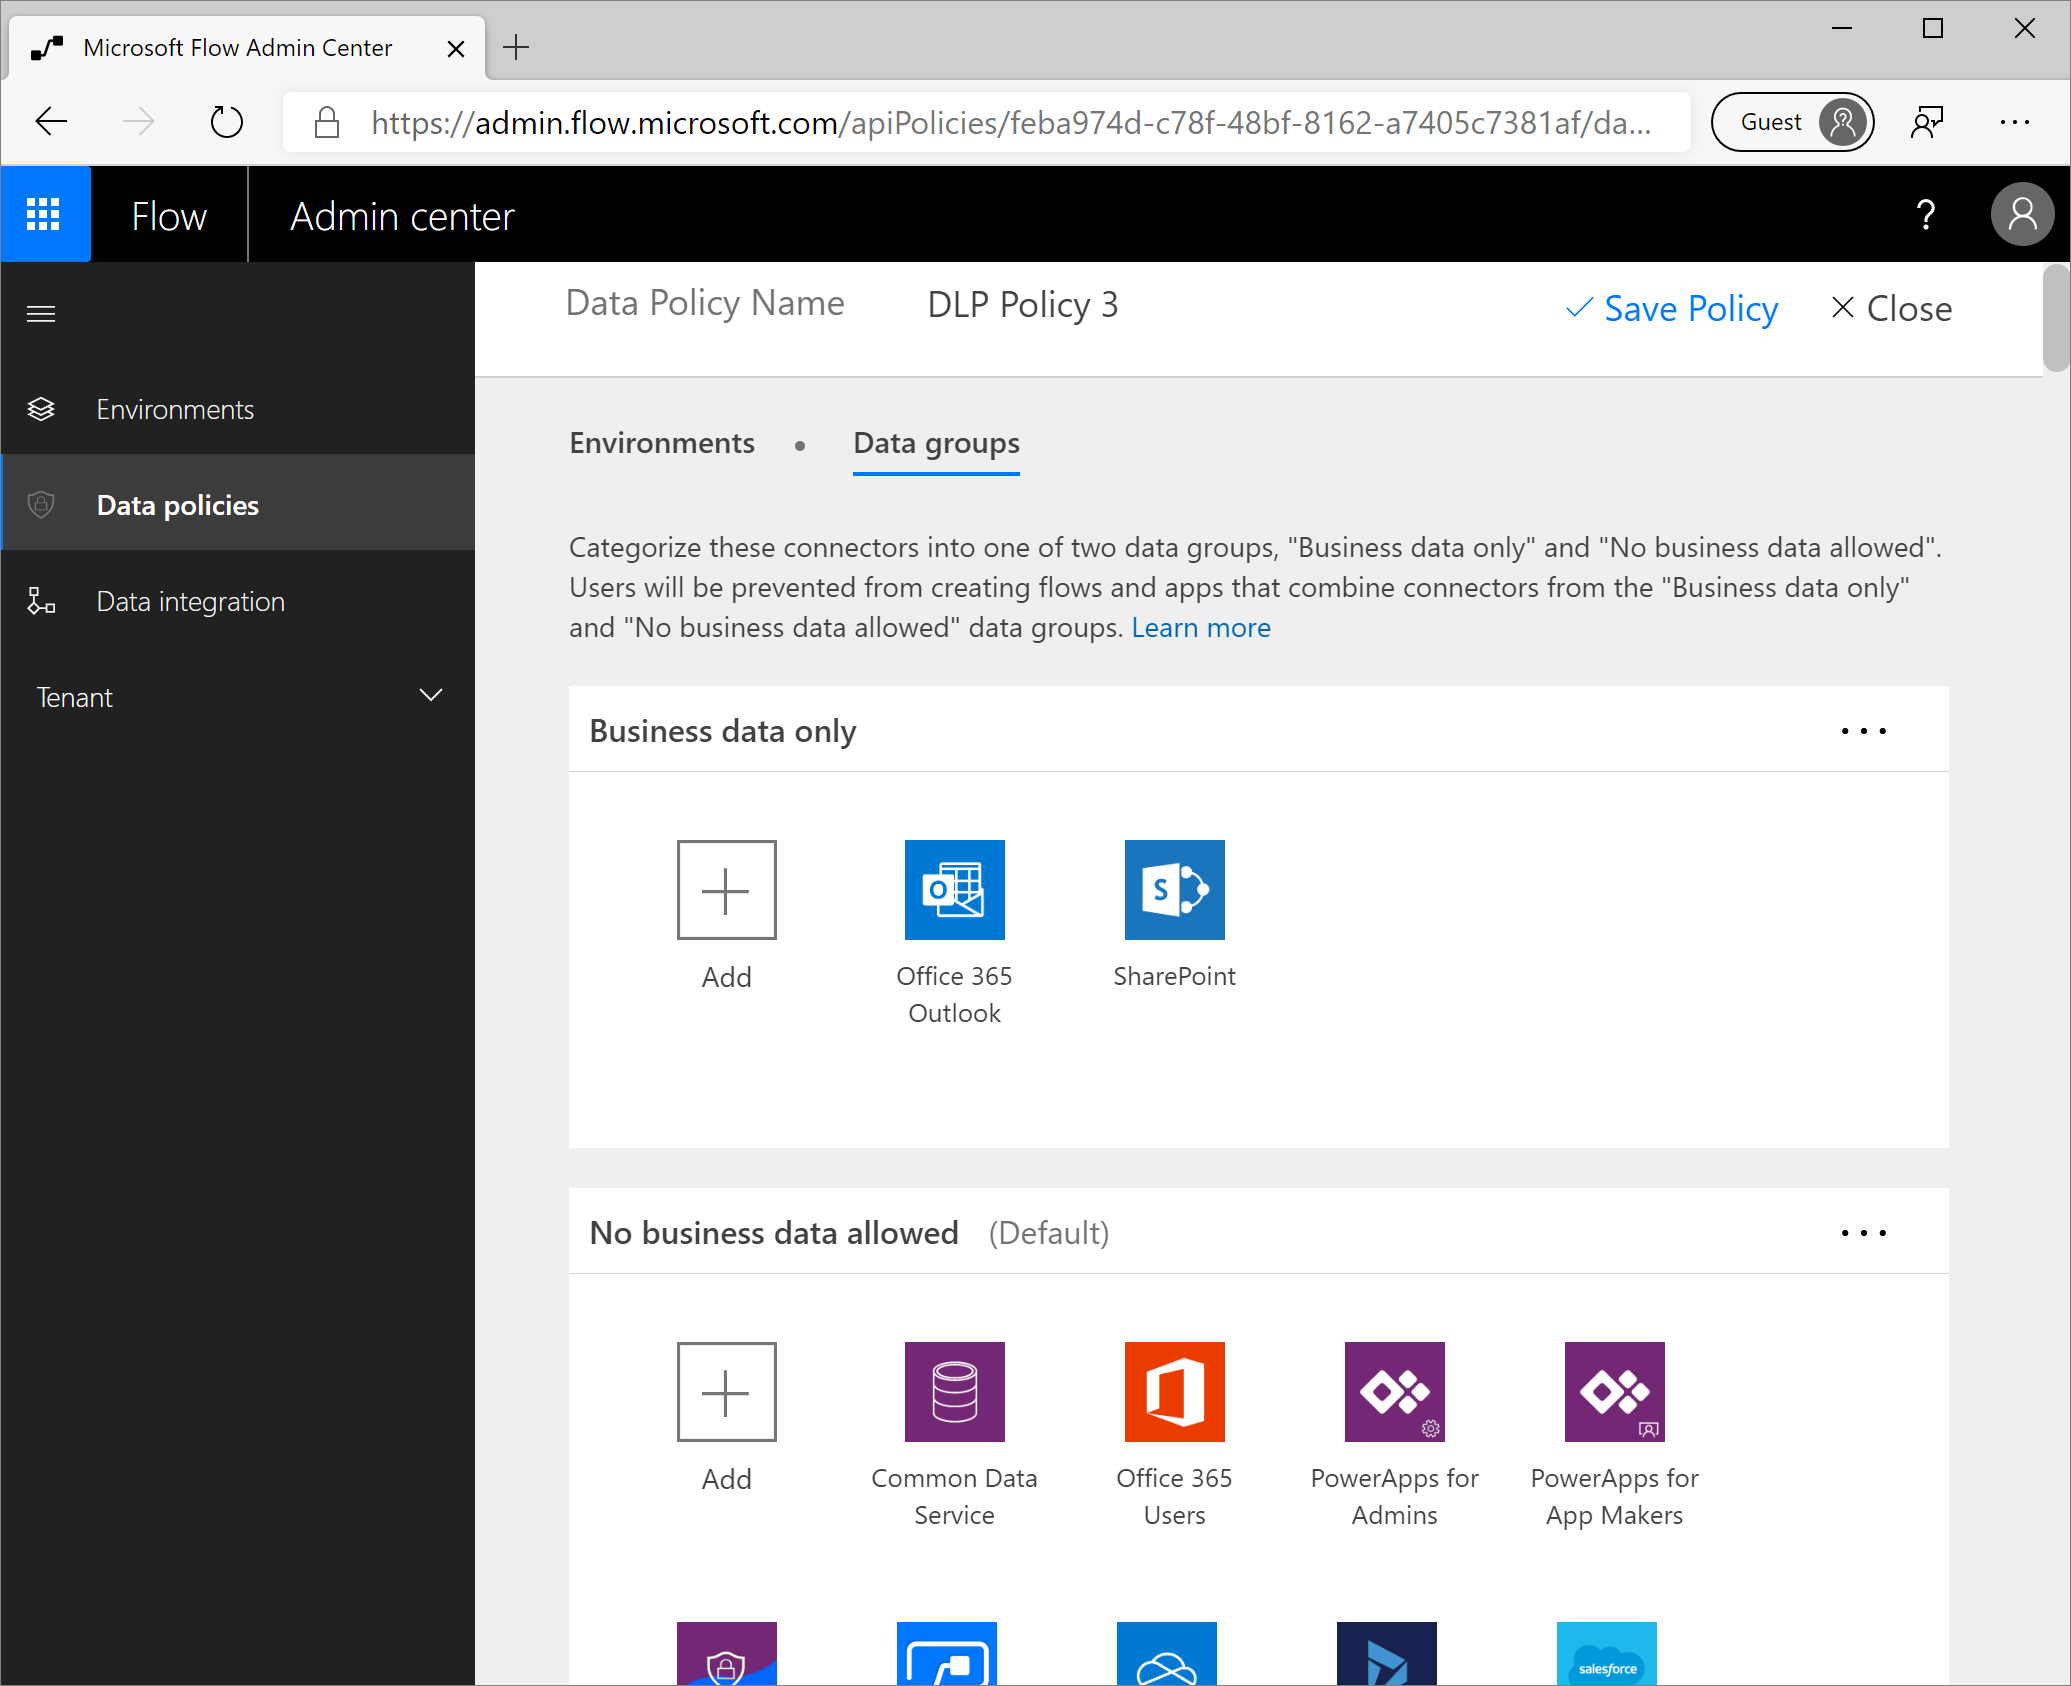 Microsoft Flow Admin Center
https://admin.flow.microsoft.com/apiPolicies/feba974d-c78f-48bf-8162-a7405c7381af/da...
Guest
Flow
Admin center
?
Data Policy Name
DLP Policy 3
Save Policy
Close
Environments
Data policies
Data integration
Tenant
Environments • Data groups
Categorize these connectors into one of two data groups, "Business data only" and "No business data allowed".
Users will be prevented from creating flows and apps that combine connectors from the "Business data only"
and "No business data allowed" data groups. Learn more
Business data only
Add
Office 365
Outlook
SharePoint
No business data allowed (Default)
Add
Common Data
Service
Office 365
Users
PowerApps for
Admins
PowerApps for
App Makers
salesforce